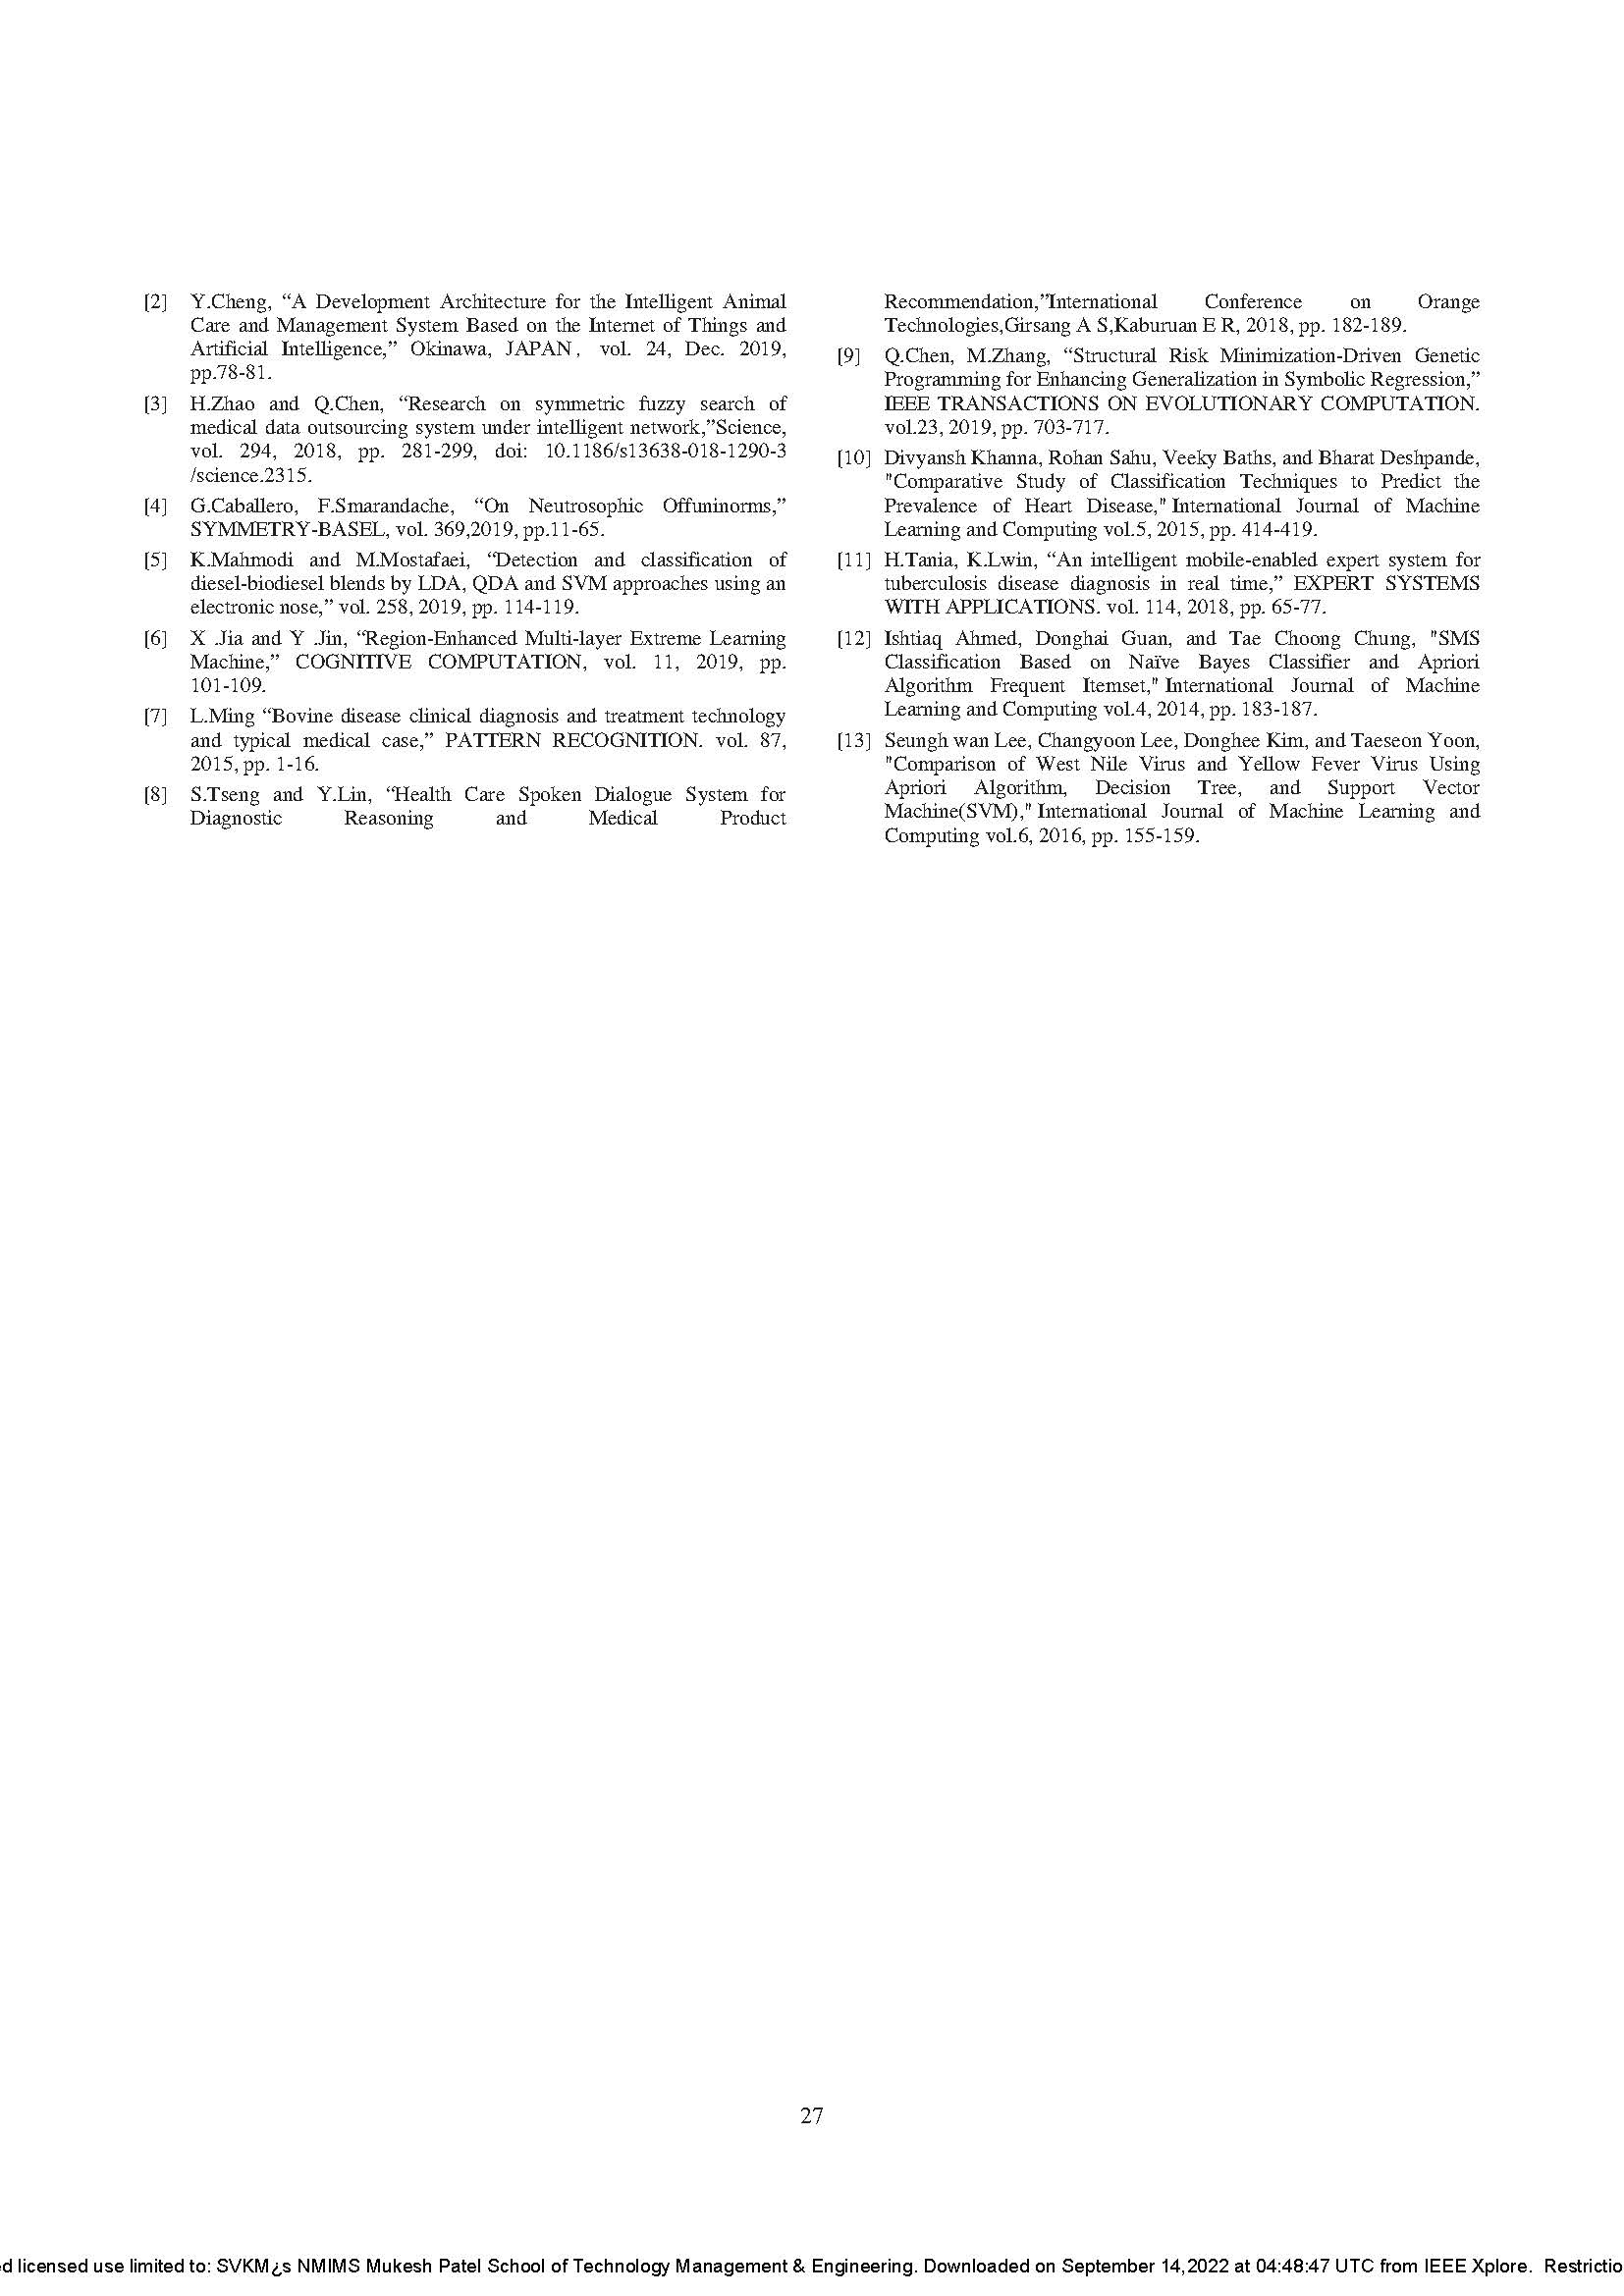 [2] Y.Cheng, “A Development Architecture for the Intelligent Animal
Care and Management System Based on the Internet of Things and
Artificial Intelligence,” Okinawa, JAPAN， vol. 24, Dec. 2019,
pp.78-81.
[3] H.Zhao and Q.Chen, “Research on symmetric fuzzy search of
medical data outsourcing system under intelligent network,”Science,
vol. 294, 2018, pp. 281-299, doi: 10.1186/s13638-018-1290-3
/science.2315.
[4] G.Caballero, F.Smarandache, “On Neutrosophic Offuninorms,”
SYMMETRY-BASEL, vol. 369,2019, pp.11-65.
[5] K.Mahmodi and M.Mostafaei, “Detection and classification of
diesel-biodiesel blends by LDA, QDA and SVM approaches using an
electronic nose,” vol. 258, 2019, pp. 114-119.
[6] X .Jia and Y .Jin, “Region-Enhanced Multi-layer Extreme Learning
Machine,” COGNITIVE COMPUTATION, vol. 11, 2019, pp.
101-109.
[7] L.Ming “Bovine disease clinical diagnosis and treatment technology
and typical medical case,” PATTERN RECOGNITION. vol. 87,
2015, pp. 1-16.
[8] S.Tseng and Y.Lin, “Health Care Spoken Dialogue System for
Diagnostic Reasoning and Medical Product
Recommendation,”International Conference on Orange
Technologies,Girsang A S,Kaburuan E R, 2018, pp. 182-189.
[9] Q.Chen, M.Zhang, “Structural Risk Minimization-Driven Genetic
Programming for Enhancing Generalization in Symbolic Regression,”
IEEE TRANSACTIONS ON EVOLUTIONARY COMPUTATION.
vol.23, 2019, pp. 703-717.
[10] Divyansh Khanna, Rohan Sahu, Veeky Baths, and Bharat Deshpande,
"Comparative Study of Classification Techniques to Predict the
Prevalence of Heart Disease," International Journal of Machine
Learning and Computing vol.5, 2015, pp. 414-419.
[11] H.Tania, K.Lwin, “An intelligent mobile-enabled expert system for
tuberculosis disease diagnosis in real time,” EXPERT SYSTEMS
WITH APPLICATIONS. vol. 114, 2018, pp. 65-77.
[12] Ishtiaq Ahmed, Donghai Guan, and Tae Choong Chung, "SMS
Classification Based on Naïve Bayes Classifier and Apriori
Algorithm Frequent Itemset," International Journal of Machine
Learning and Computing vol.4, 2014, pp. 183-187.
[13] Seungh wan Lee, Changyoon Lee, Donghee Kim, and Taeseon Yoon,
"Comparison of West Nile Virus and Yellow Fever Virus Using
Apriori Algorithm, Decision Tree, and Support Vector
Machine(SVM)," International Journal of Machine Learning and
Computing vol.6, 2016, pp. 155-159.
27
d licensed use limited to: SVKM¿s NMIMS Mukesh Patel School of Technology Management & Engineering. Downloaded on September 14,2022 at 04:48:47 UTC from IEEE Xplore. Restrictio